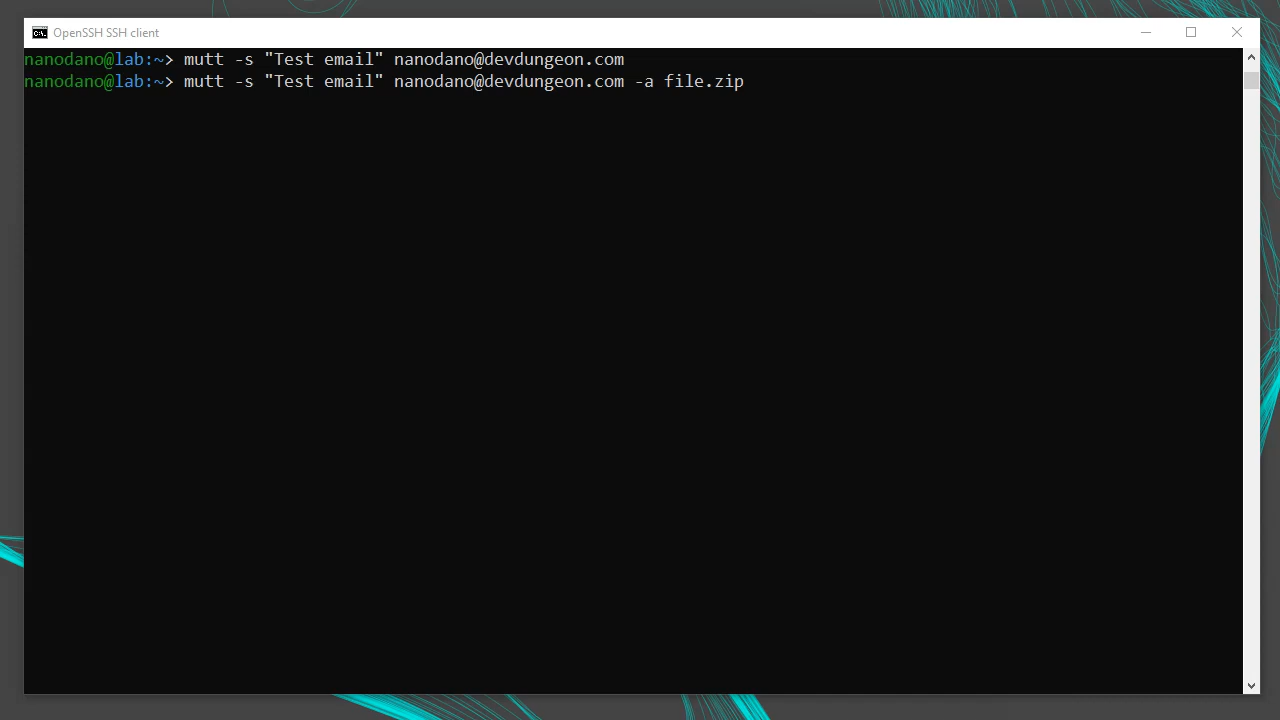 OpenSSH SSH client
nanodano@lab:~> mutt -s "Test email" nanodano@devdungeon.com
nanodano@lab:~> mutt -s "Test email" nanodano@devdungeon.com -a file.zip